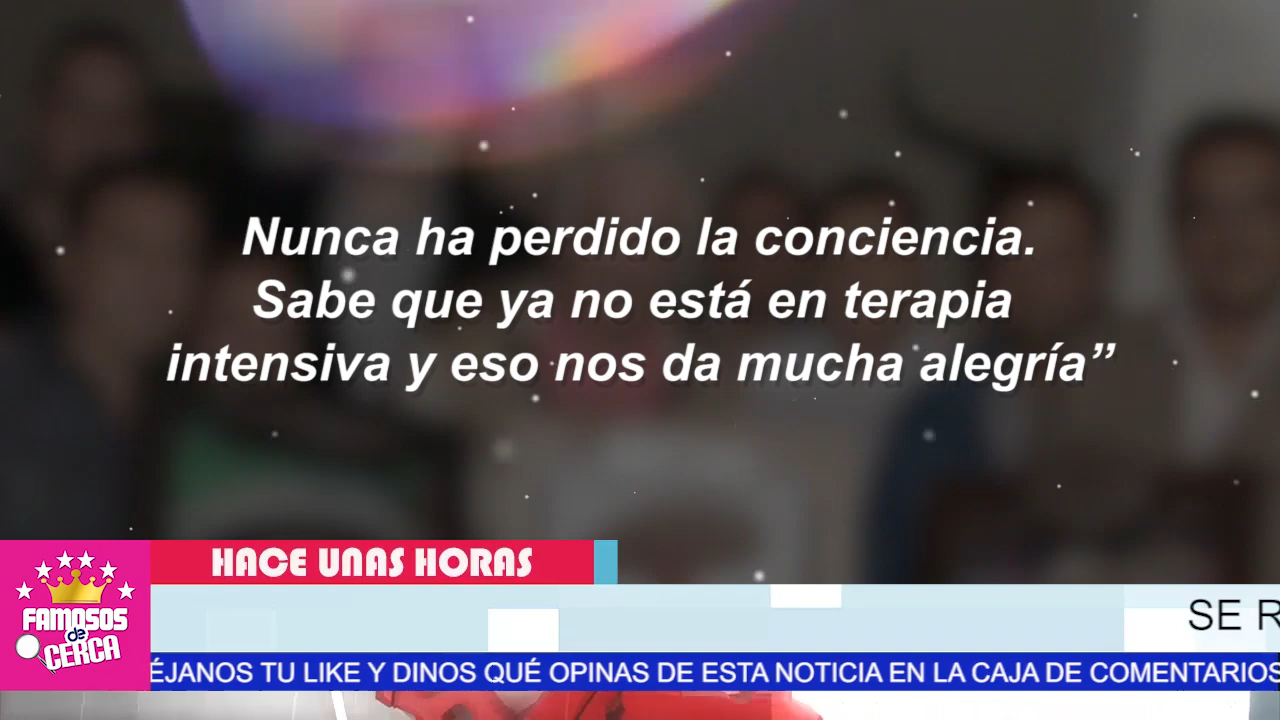 Nunca ha perdido la conciencia.
Sabe que ya no está en terapia
intensiva y eso nos da mucha alegría”
HACE UNAS HORAS
FAMOSOS
de
CERCA
SE R
ÉJANOS TU LIKE Y DINOS QUÉ OPINAS DE ESTA NOTICIA EN LA CAJA DE COMENTARIOS